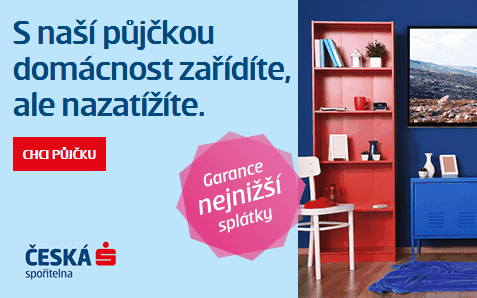 S naší půjčkou
domácnost zařídíte,
ale nazatížíte.
CHCI PŮJČKU
Garance
nejnižší
splátky
ČESKÁ
spořitelna